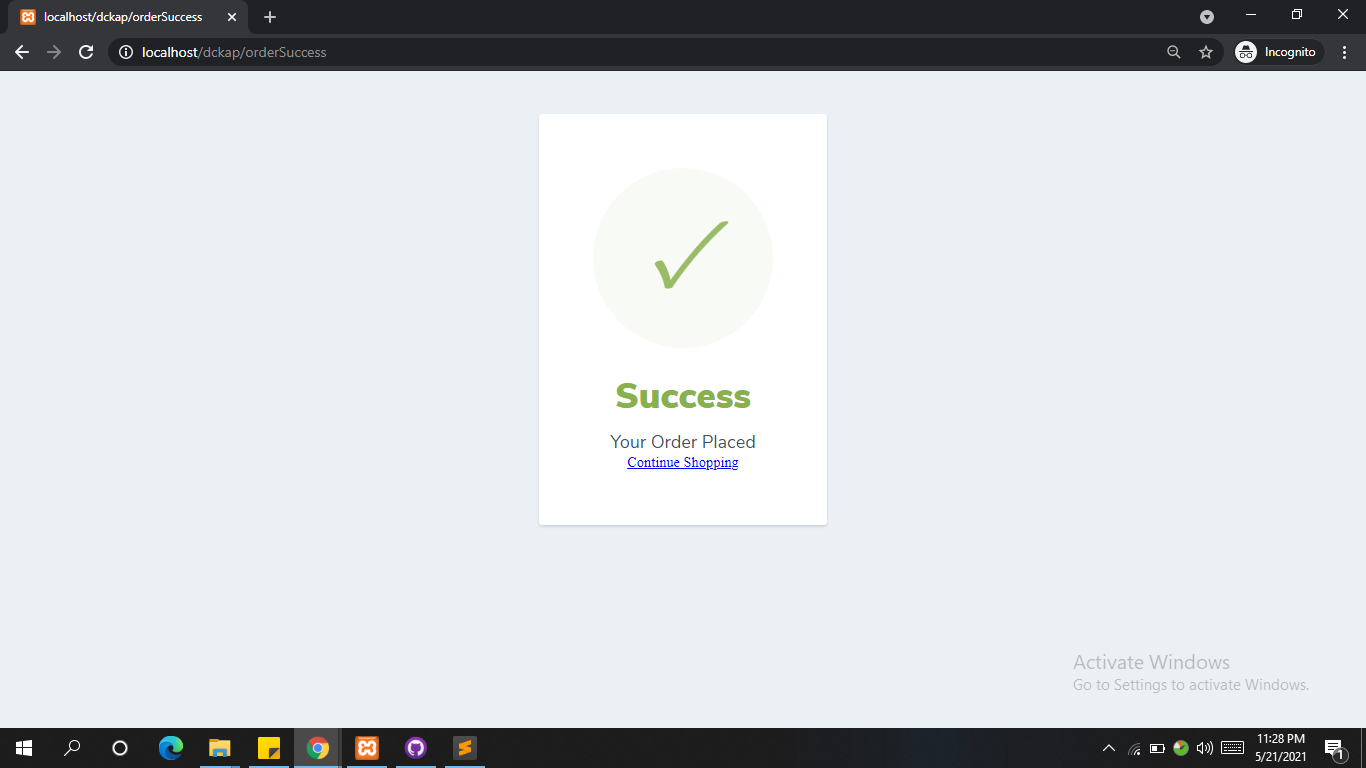 localhost/dckap/orderSuccess
localhost/dckap/orderSuccess
Incognito
✓
Success
Your Order Placed
Continue Shopping
Activate Windows
Go to Settings to activate Windows.
11:28 PM
5/21/2021
1